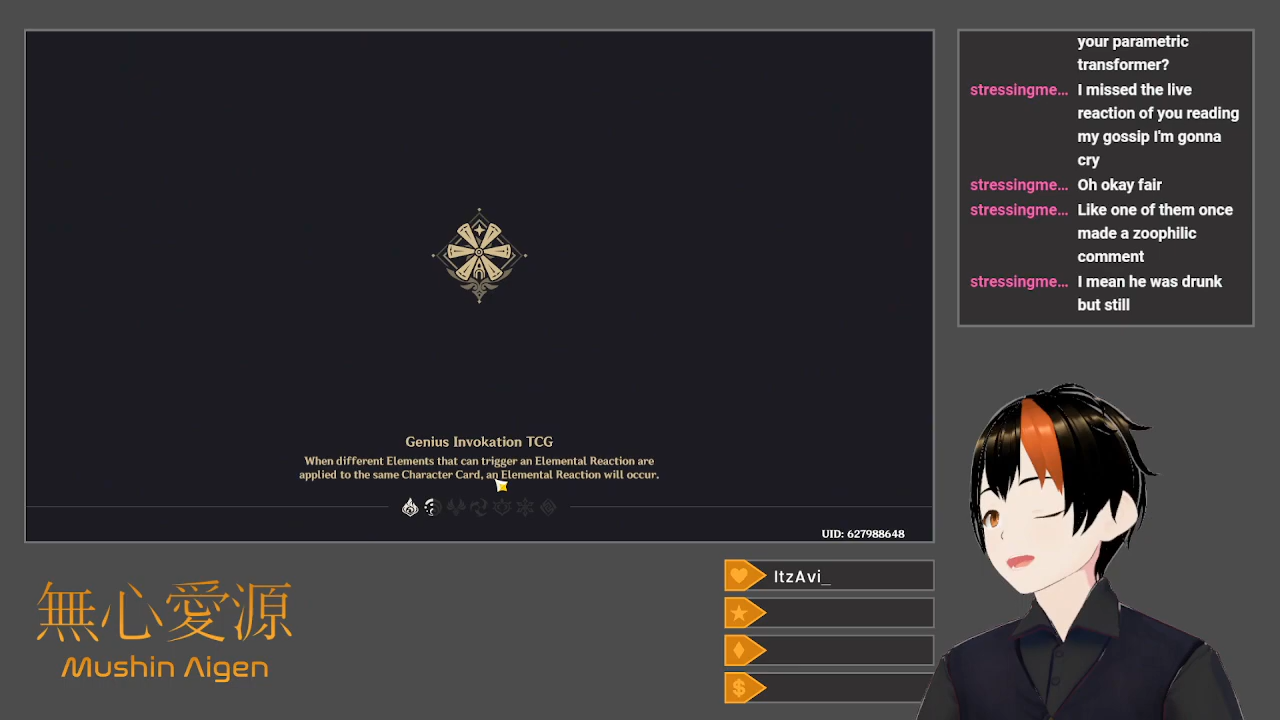 Genius Invokation TCG
When different Elements that can trigger an Elemental Reaction are
applied to the same Character Card, an Elemental Reaction will occur.
UID: 627988648
your parametric
transformer?
stressingme... I missed the live
reaction of you reading
my gossip I'm gonna
cry
stressingme... Oh okay fair
stressingme... Like one of them once
made a zoophilic
comment
stressingme... I mean he was drunk
but still
無心愛源
Mushin Aigen
ItzAvi_